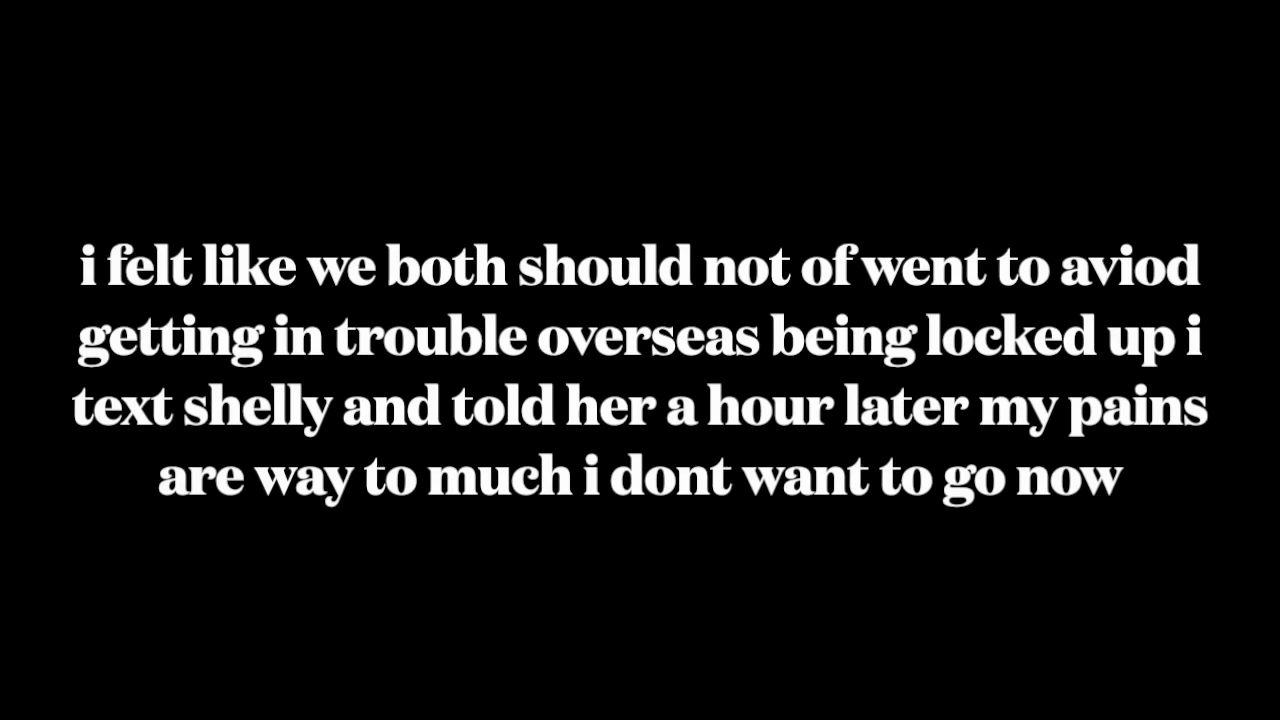 i felt like we both should not of went to aviod
getting in trouble overseas being locked up i
text shelly and told her a hour later my pains
are way to much i dont want to go now